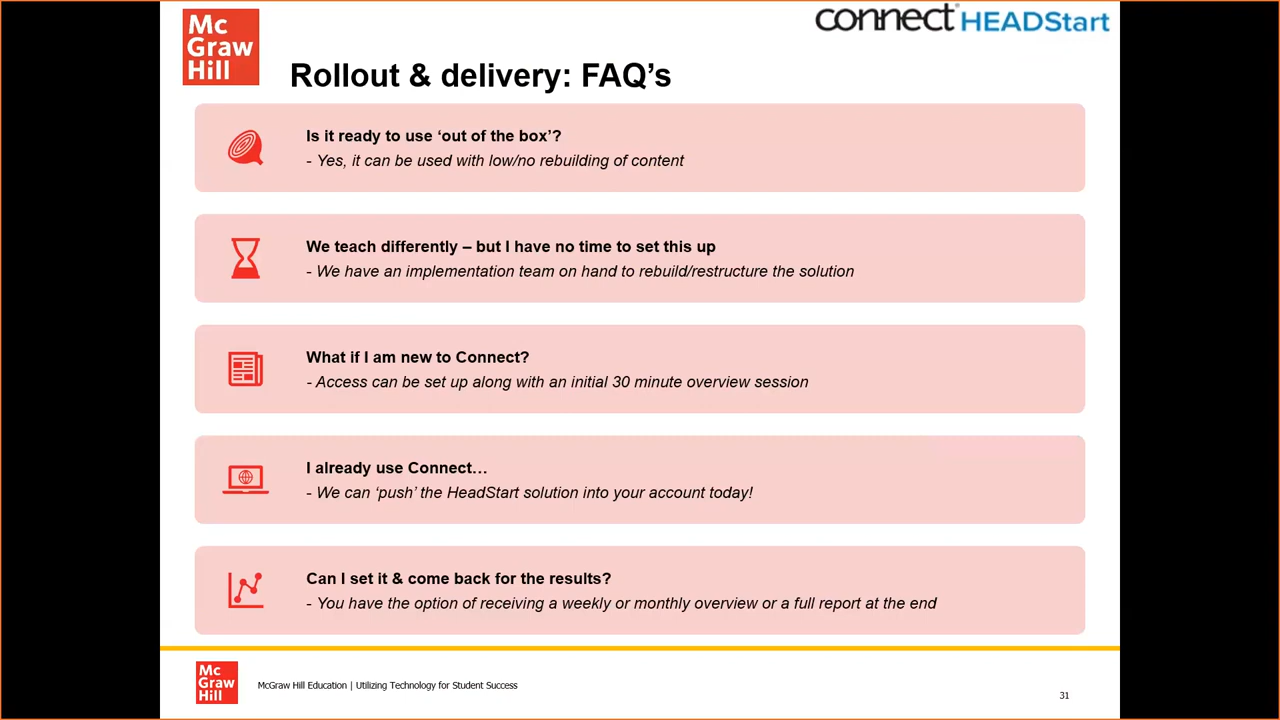 Mc
Graw
Hill
connect® HEADStart
Rollout & delivery: FAQ’s
Is it ready to use ‘out of the box’?
- Yes, it can be used with low/no rebuilding of content
We teach differently – but I have no time to set this up
- We have an implementation team on hand to rebuild/restructure the solution
What if I am new to Connect?
- Access can be set up along with an initial 30 minute overview session
I already use Connect…
- We can ‘push’ the HeadStart solution into your account today!
Can I set it & come back for the results?
- You have the option of receiving a weekly or monthly overview or a full report at the end
Mc
Graw
Hill
McGraw Hill Education | Utilizing Technology for Student Success
31